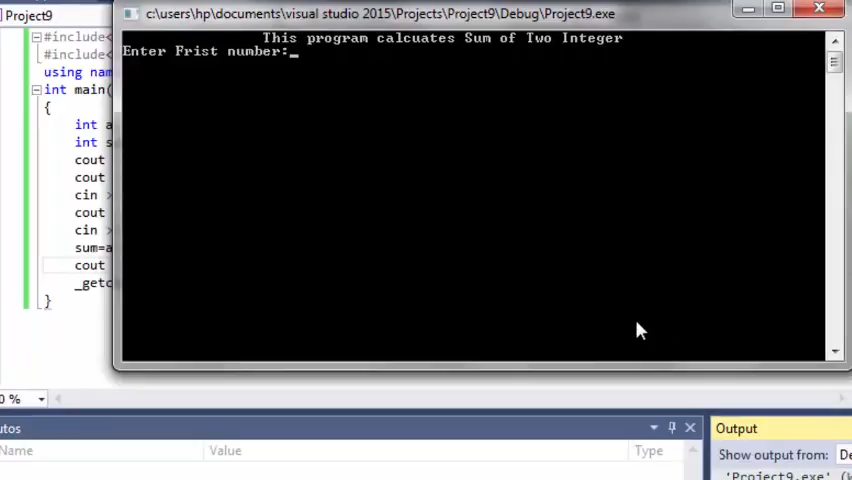 Project9
c:\users\hp\documents\visual studio 2015\Projects\Project9\Debug\Project9.exe
This program calcuates Sum of Two Integer
Enter Frist number:_
#include<
#include<
using nam
int main(
{
int a
int s
cout
cout
cin >
cout
cin >
sum=a
cout
_getc
}
0 %
utos
Name Value Type
Output
Show output from: De
'Project9.exe' (W